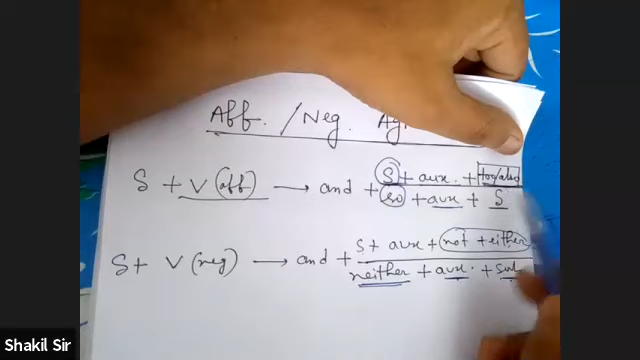 Aff. / Neg. Ag
S + V (aff) → and + S + aux. + too/also
so + aux + S
S + V (neg) → and + S + aux + not + either
neither + aux. + sub
Shakil Sir